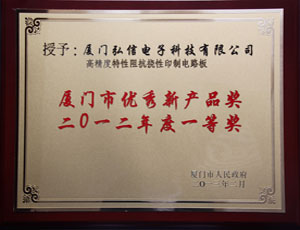 授予：厦门弘信电子科技有限公司
高精度特性阻抗挠性印制电路板
厦门市优秀新产品奖
二〇一二年度一等奖
厦门市人民政府
二〇一三年二月